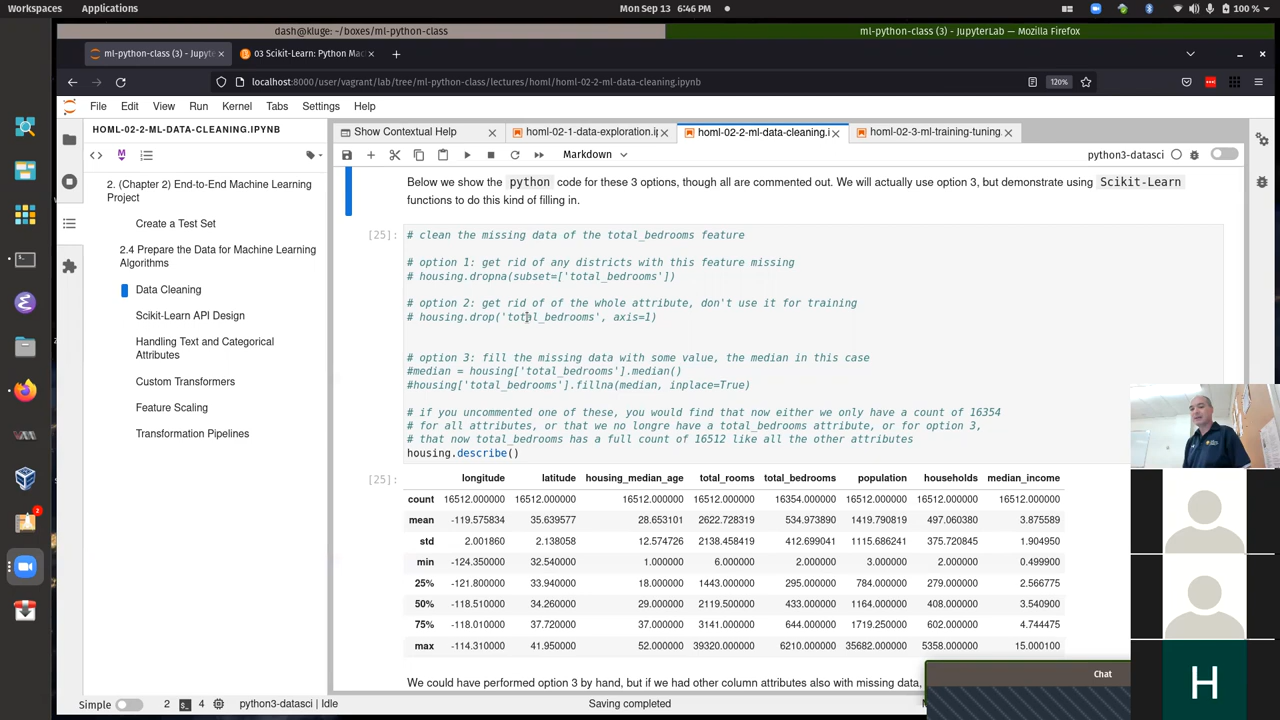 Workspaces Applications Mon Sep 13 6:46 PM 100 %
dash@kluge: ~/boxes/ml-python-class ml-python-class (3) - JupyterLab — Mozilla Firefox
ml-python-class (3) - Jupyte 03 Scikit-Learn: Python Mac
localhost:8000/user/vagrant/lab/tree/ml-python-class/lectures/homl/homl-02-2-ml-data-cleaning.ipynb 120%
File Edit View Run Kernel Tabs Settings Help
HOML-02-2-ML-DATA-CLEANING.IPYNB
2. (Chapter 2) End-to-End Machine Learning
Project
Create a Test Set
2.4 Prepare the Data for Machine Learning
Algorithms
Data Cleaning
Scikit-Learn API Design
Handling Text and Categorical
Attributes
Custom Transformers
Feature Scaling
Transformation Pipelines
2
Show Contextual Help homl-02-1-data-exploration.ip homl-02-2-ml-data-cleaning.i homl-02-3-ml-training-tuning.
Markdown python3-datasci
Below we show the python code for these 3 options, though all are commented out. We will actually use option 3, but demonstrate using Scikit-Learn
functions to do this kind of filling in.
[25]:
# clean the missing data of the total_bedrooms feature
# option 1: get rid of any districts with this feature missing
# housing.dropna(subset=['total_bedrooms'])
# option 2: get rid of of the whole attribute, don't use it for training
# housing.drop('total_bedrooms', axis=1)
# option 3: fill the missing data with some value, the median in this case
#median = housing['total_bedrooms'].median()
#housing['total_bedrooms'].fillna(median, inplace=True)
# if you uncommented one of these, you would find that now either we only have a count of 16354
# for all attributes, or that we no longre have a total_bedrooms attribute, or for option 3,
# that now total_bedrooms has a full count of 16512 like all the other attributes
housing.describe()
[25]:
longitude latitude housing_median_age total_rooms total_bedrooms population households median_income
count 16512.000000 16512.000000 16512.000000 16512.000000 16354.000000 16512.000000 16512.000000 16512.000000
mean -119.575834 35.639577 28.653101 2622.728319 534.973890 1419.790819 497.060380 3.875589
std 2.001860 2.138058 12.574726 2138.458419 412.699041 1115.686241 375.720845 1.904950
min -124.350000 32.540000 1.000000 6.000000 2.000000 3.000000 2.000000 0.499900
25% -121.800000 33.940000 18.000000 1443.000000 295.000000 784.000000 279.000000 2.566775
50% -118.510000 34.260000 29.000000 2119.500000 433.000000 1164.000000 408.000000 3.540900
75% -118.010000 37.720000 37.000000 3141.000000 644.000000 1719.250000 602.000000 4.744475
max -114.310000 41.950000 52.000000 39320.000000 6210.000000 35682.000000 5358.000000 15.000100
We could have performed option 3 by hand, but if we had other column attributes also with missing data,
Chat
H
Simple 2 4 python3-datasci | Idle Saving completed